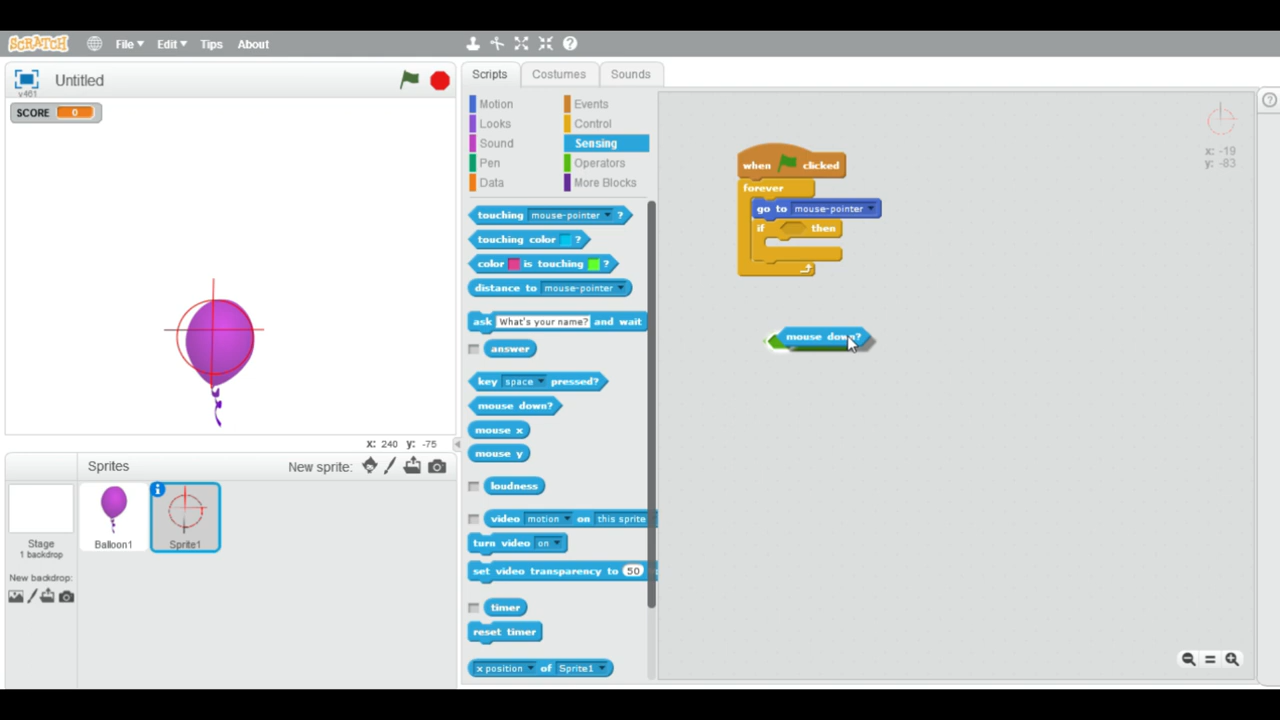 SCRATCH
File
Edit
Tips
About
Untitled
v461
SCORE 0
x: 240 y: -75
Sprites
New sprite:
Stage
1 backdrop
New backdrop:
Balloon1
Sprite1
Scripts
Costumes
Sounds
Motion
Looks
Sound
Pen
Data
Events
Control
Sensing
Operators
More Blocks
touching mouse-pointer ?
touching color ?
color is touching ?
distance to mouse-pointer
ask What's your name? and wait
answer
key space pressed?
mouse down?
mouse x
mouse y
loudness
video motion on this sprite
turn video on
set video transparency to 50
timer
reset timer
x position of Sprite1
when clicked
forever
go to mouse-pointer
if then
mouse down?
x: -19
y: -83